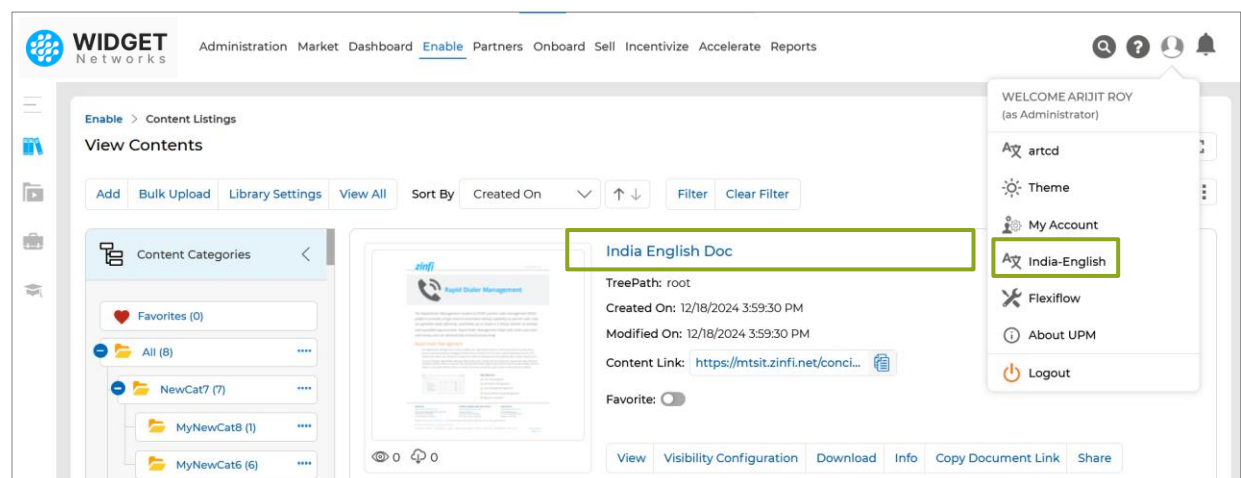 WIDGET
Networks
Administration Market Dashboard Enable Partners Onboard Sell Incentivize Accelerate Reports
WELCOME ARIJIT ROY
(as Administrator)
artcd
Theme
My Account
India-English
Flexiflow
About UPM
Logout
Enable > Content Listings
View Contents
Add Bulk Upload Library Settings View All Sort By Created On Filter Clear Filter
Content Categories
Favorites (0)
All (8)
NewCat7 (7)
MyNewCat8 (1)
MyNewCat6 (6)
zinfi
Rapid Dialer Management
0 0
India English Doc
TreePath: root
Created On: 12/18/2024 3:59:30 PM
Modified On: 12/18/2024 3:59:30 PM
Content Link: https://mtsit.zinfi.net/conci...
Favorite:
View Visibility Configuration Download Info Copy Document Link Share